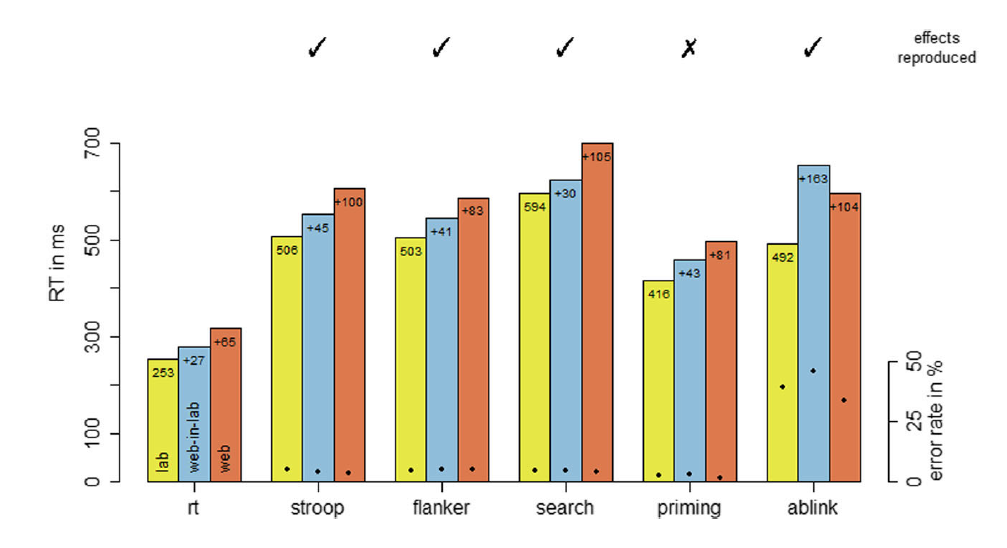 ✓ ✓ ✓ ✗ ✓
effects
reproduced
RT in ms
700
500
300
100
0
253 +27 +65
lab web-in-lab web
506 +45 +100
503 +41 +83
594 +30 +105
416 +43 +81
492 +163 +104
50
25
0
error rate in %
rt stroop flanker search priming ablink